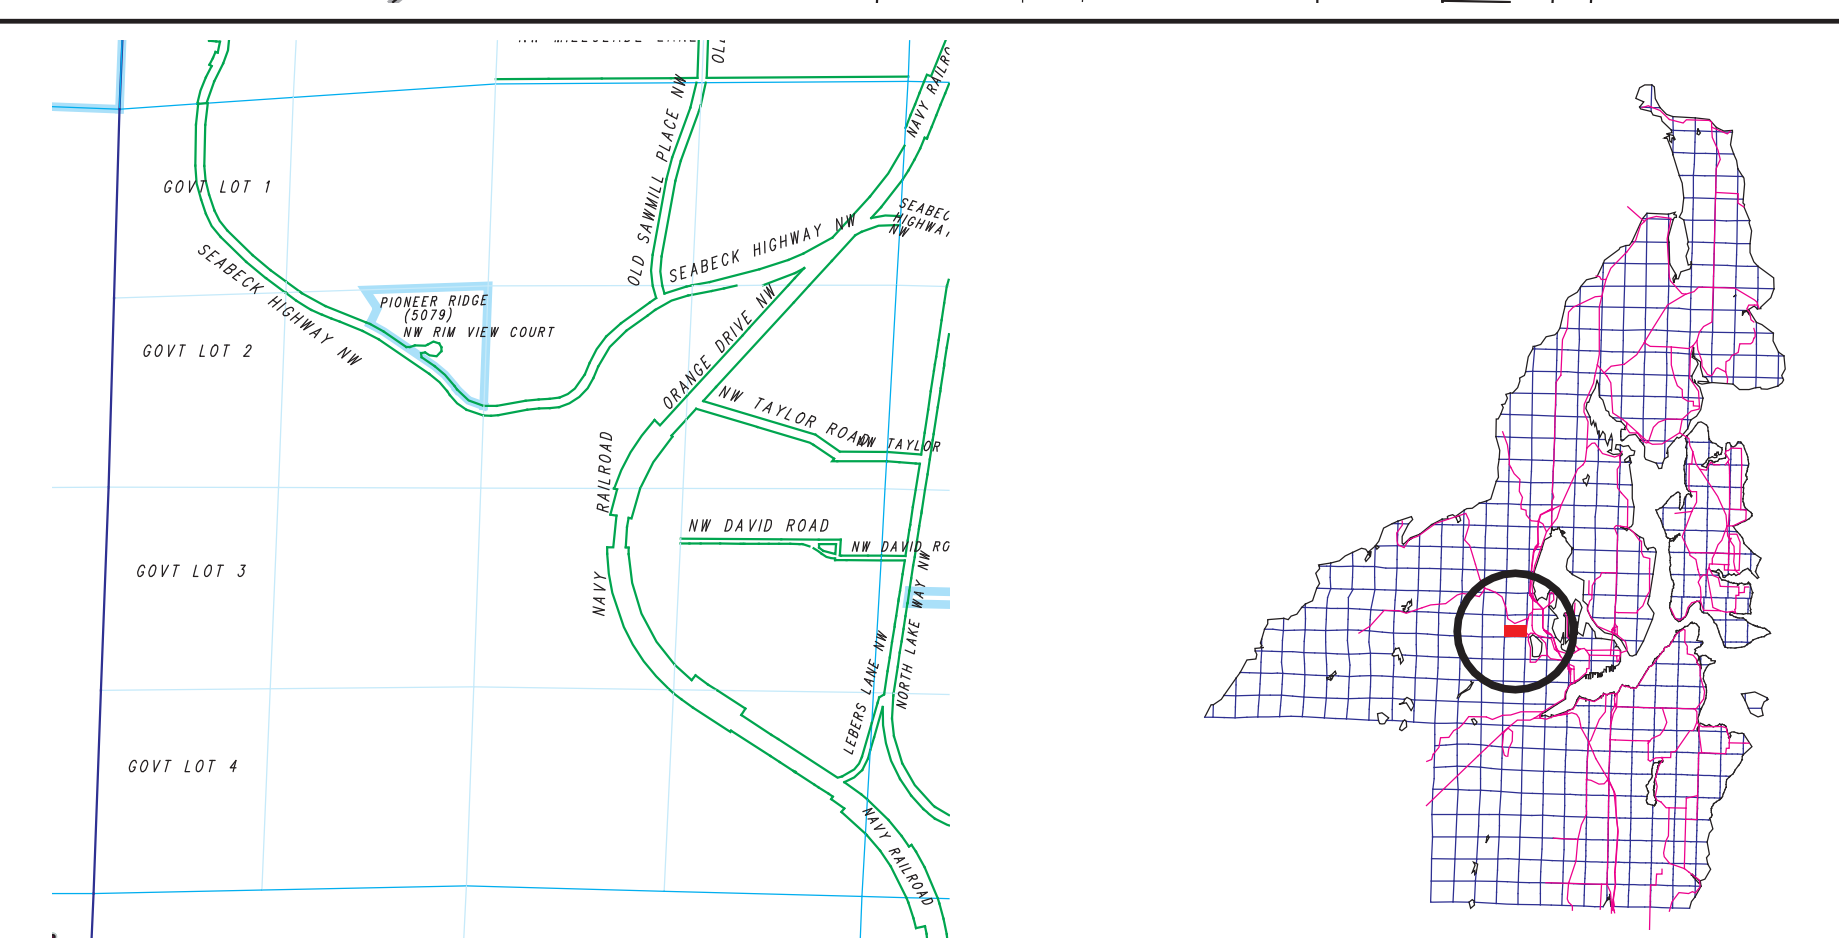 OLD SAWMILL PLACE NW
NAVY RAILRO
GOVT LOT 1
SEABEC
HIGHWA
NW
SEABECK HIGHWAY NW
SEABECK HIGHWAY NW
PIONEER RIDGE
(5079)
NW RIM VIEW COURT
GOVT LOT 2
ORANGE DRIVE NW
NW TAYLOR ROAD
NW TAYLOR
NAVY RAILROAD
NW DAVID ROAD
NW DAVID RO
GOVT LOT 3
NORTH LAKE WAY NW
LEBERS LANE NW
GOVT LOT 4
NAVY RAILROAD